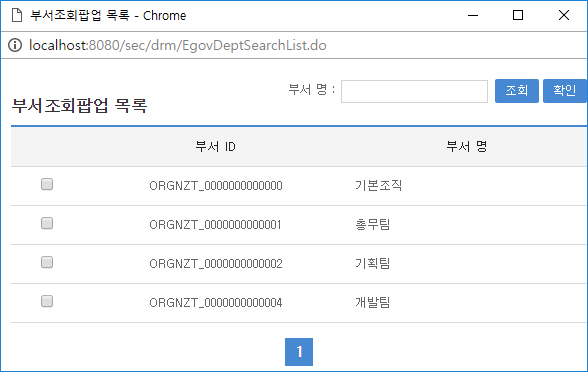 부서조회팝업 목록 - Chrome
localhost:8080/sec/drm/EgovDeptSearchList.do
부서 명 : 조회 확인
부서조회팝업 목록
부서 ID 부서 명
ORGNZT_0000000000000 기본조직
ORGNZT_0000000000001 총무팀
ORGNZT_0000000000002 기획팀
ORGNZT_0000000000004 개발팀
1